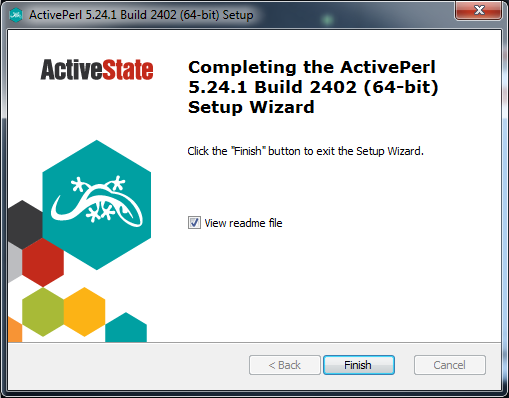 ActivePerl 5.24.1 Build 2402 (64-bit) Setup
ActiveState
Completing the ActivePerl
5.24.1 Build 2402 (64-bit)
Setup Wizard
Click the "Finish" button to exit the Setup Wizard.
View readme file
< Back
Finish
Cancel